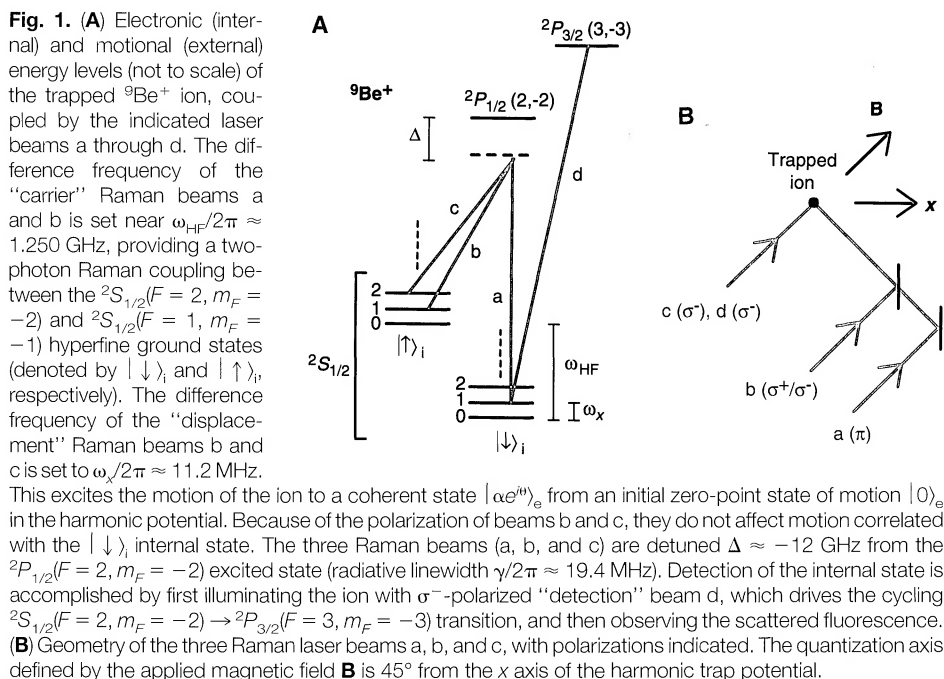 Fig. 1. (A) Electronic (inter-
nal) and motional (external)
energy levels (not to scale) of
the trapped ⁹Be⁺ ion, cou-
pled by the indicated laser
beams a through d. The dif-
ference frequency of the
"carrier" Raman beams a
and b is set near ω_HF/2π ≈
1.250 GHz, providing a two-
photon Raman coupling be-
tween the ²S₁/₂(F = 2, m_F =
−2) and ²S₁/₂(F = 1, m_F =
−1) hyperfine ground states
(denoted by |↓⟩ᵢ and |↑⟩ᵢ,
respectively). The difference
frequency of the "displace-
ment" Raman beams b and
c is set to ω_x/2π ≈ 11.2 MHz.
This excites the motion of the ion to a coherent state |αe^{iθ}⟩ₑ from an initial zero-point state of motion |0⟩ₑ
in the harmonic potential. Because of the polarization of beams b and c, they do not affect motion correlated
with the |↓⟩ᵢ internal state. The three Raman beams (a, b, and c) are detuned Δ ≈ −12 GHz from the
²P₁/₂(F = 2, m_F = −2) excited state (radiative linewidth γ/2π ≈ 19.4 MHz). Detection of the internal state is
accomplished by first illuminating the ion with σ⁻-polarized "detection" beam d, which drives the cycling
²S₁/₂(F = 2, m_F = −2) → ²P₃/₂(F = 3, m_F = −3) transition, and then observing the scattered fluorescence.
(B) Geometry of the three Raman laser beams a, b, and c, with polarizations indicated. The quantization axis
defined by the applied magnetic field B is 45° from the x axis of the harmonic trap potential.
A
²P₃/₂ (3,-3)
⁹Be⁺
²P₁/₂ (2,-2)
Δ
d
c
b
a
2
1
0
|↑⟩ᵢ
²S₁/₂
ω_HF
2
1
0
ω_x
|↓⟩ᵢ
B
B
Trapped
ion
x
c (σ⁻), d (σ⁻)
b (σ⁺/σ⁻)
a (π)